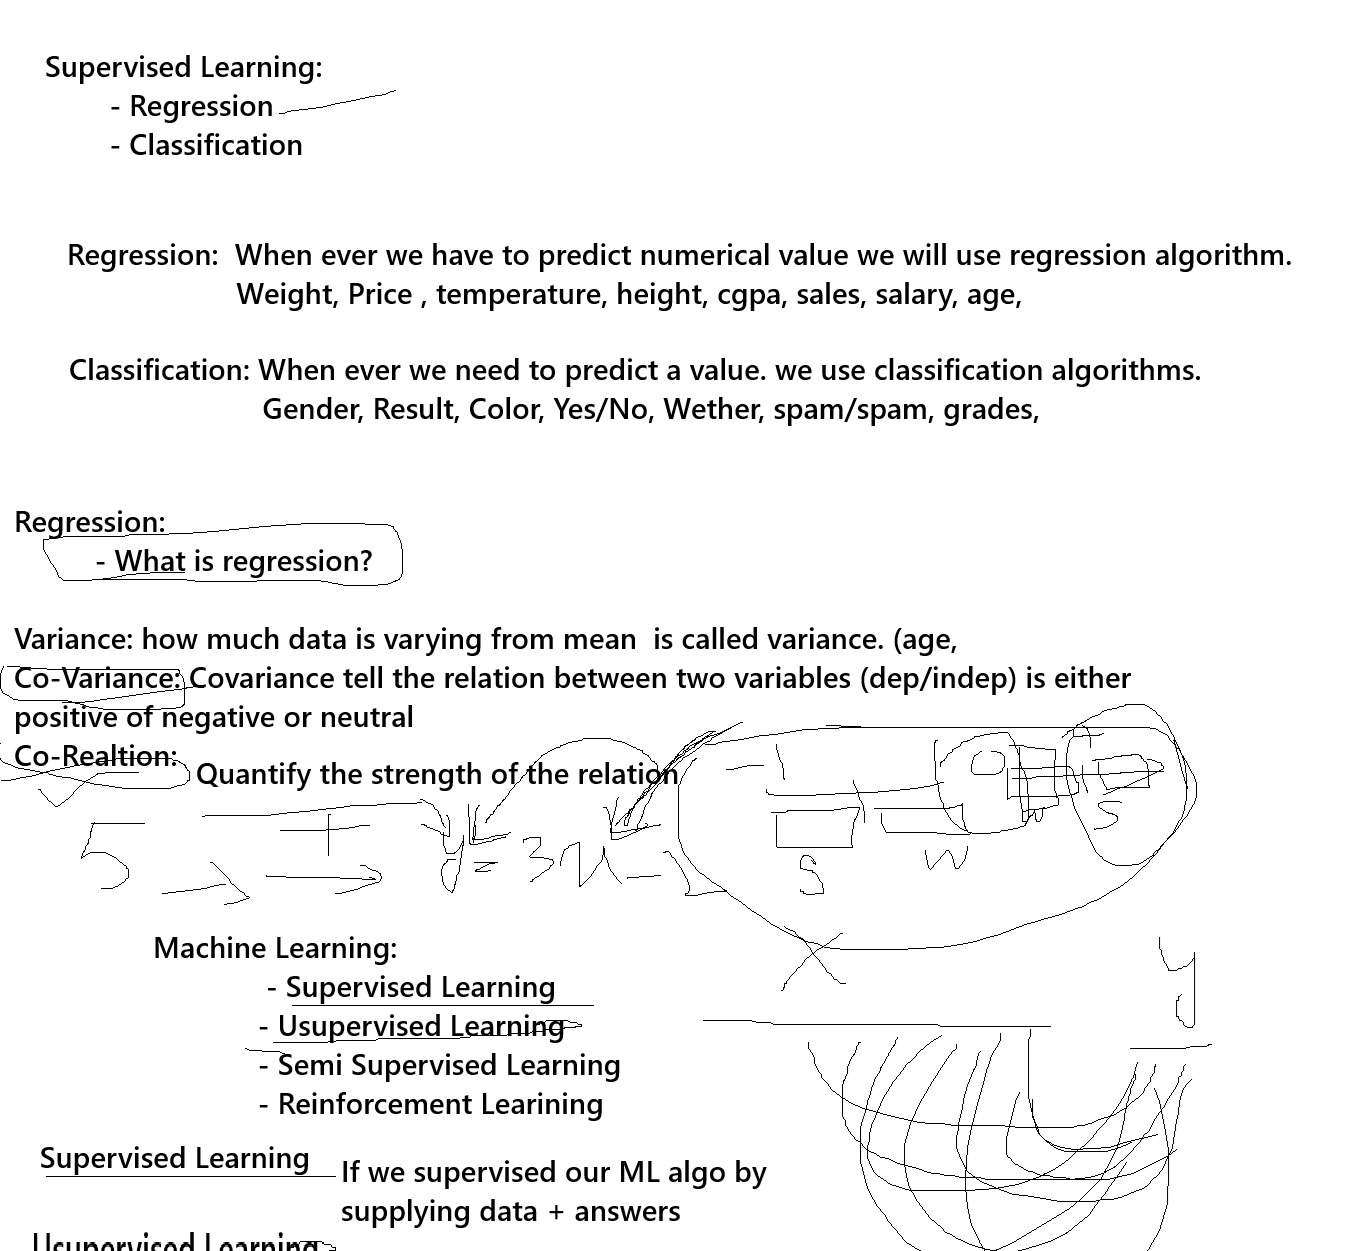 Supervised Learning:
- Regression
- Classification
Regression: When ever we have to predict numerical value we will use regression algorithm.
Weight, Price , temperature, height, cgpa, sales, salary, age,
Classification: When ever we need to predict a value. we use classification algorithms.
Gender, Result, Color, Yes/No, Wether, spam/spam, grades,
Regression:
- What is regression?
Variance: how much data is varying from mean is called variance. (age,
Co-Variance: Covariance tell the relation between two variables (dep/indep) is either
positive of negative or neutral
Co-Realtion:
Quantify the strength of the relation
5
S W S
X y
Machine Learning:
- Supervised Learning
- Usupervised Learning
- Semi Supervised Learning
- Reinforcement Learining
Supervised Learning
If we supervised our ML algo by
supplying data + answers
Usupervised Learning